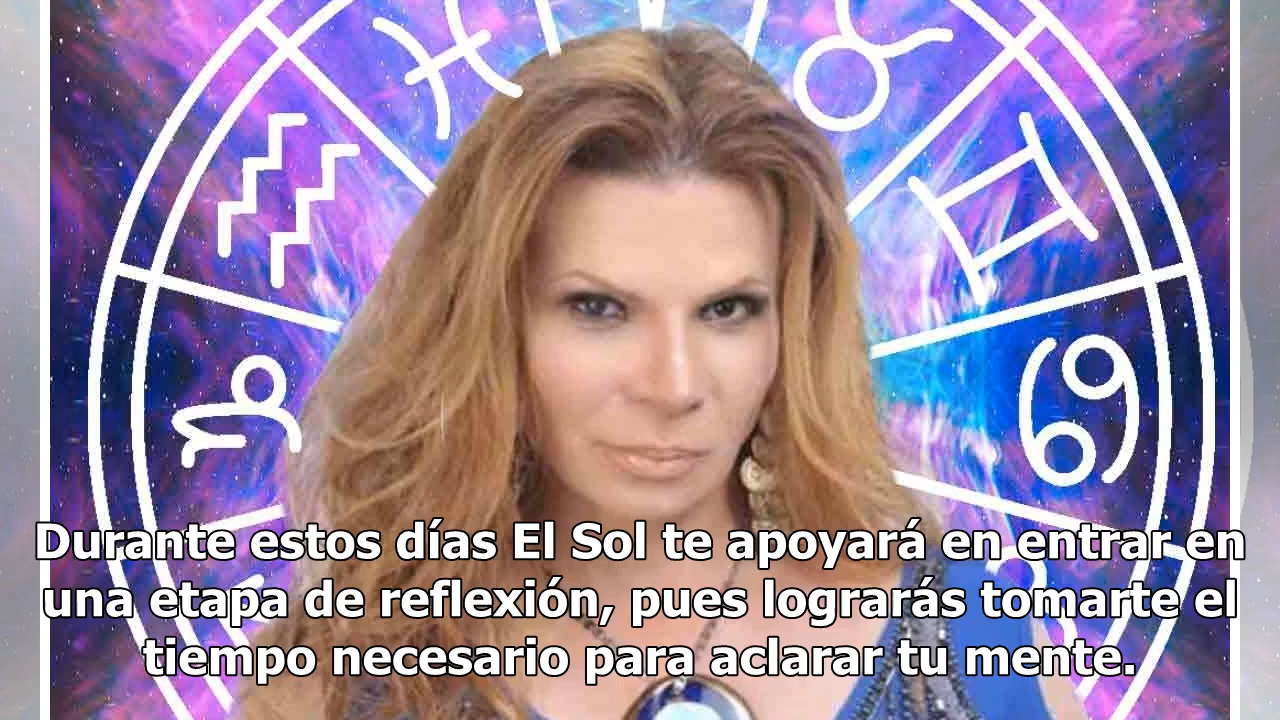 Durante estos días El Sol te apoyará en entrar en
una etapa de reflexión, pues lograrás tomarte el
tiempo necesario para aclarar tu mente.